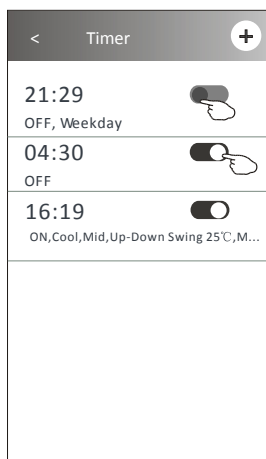 < Timer +
21:29
OFF, Weekday
04:30
OFF
16:19
ON,Cool,Mid,Up-Down Swing 25℃,M...